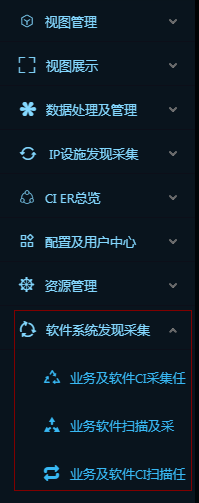 视图管理
视图展示
数据处理及管理
IP设施发现采集
CI ER总览
配置及用户中心
资源管理
软件系统发现采集
业务及软件CI采集任
业务软件扫描及采
业务及软件CI扫描任